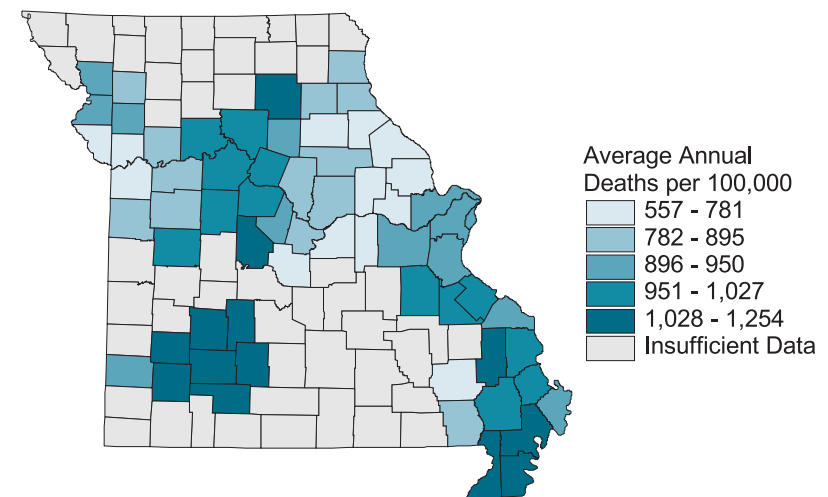 Average Annual
Deaths per 100,000
557 - 781
782 - 895
896 - 950
951 - 1,027
1,028 - 1,254
Insufficient Data